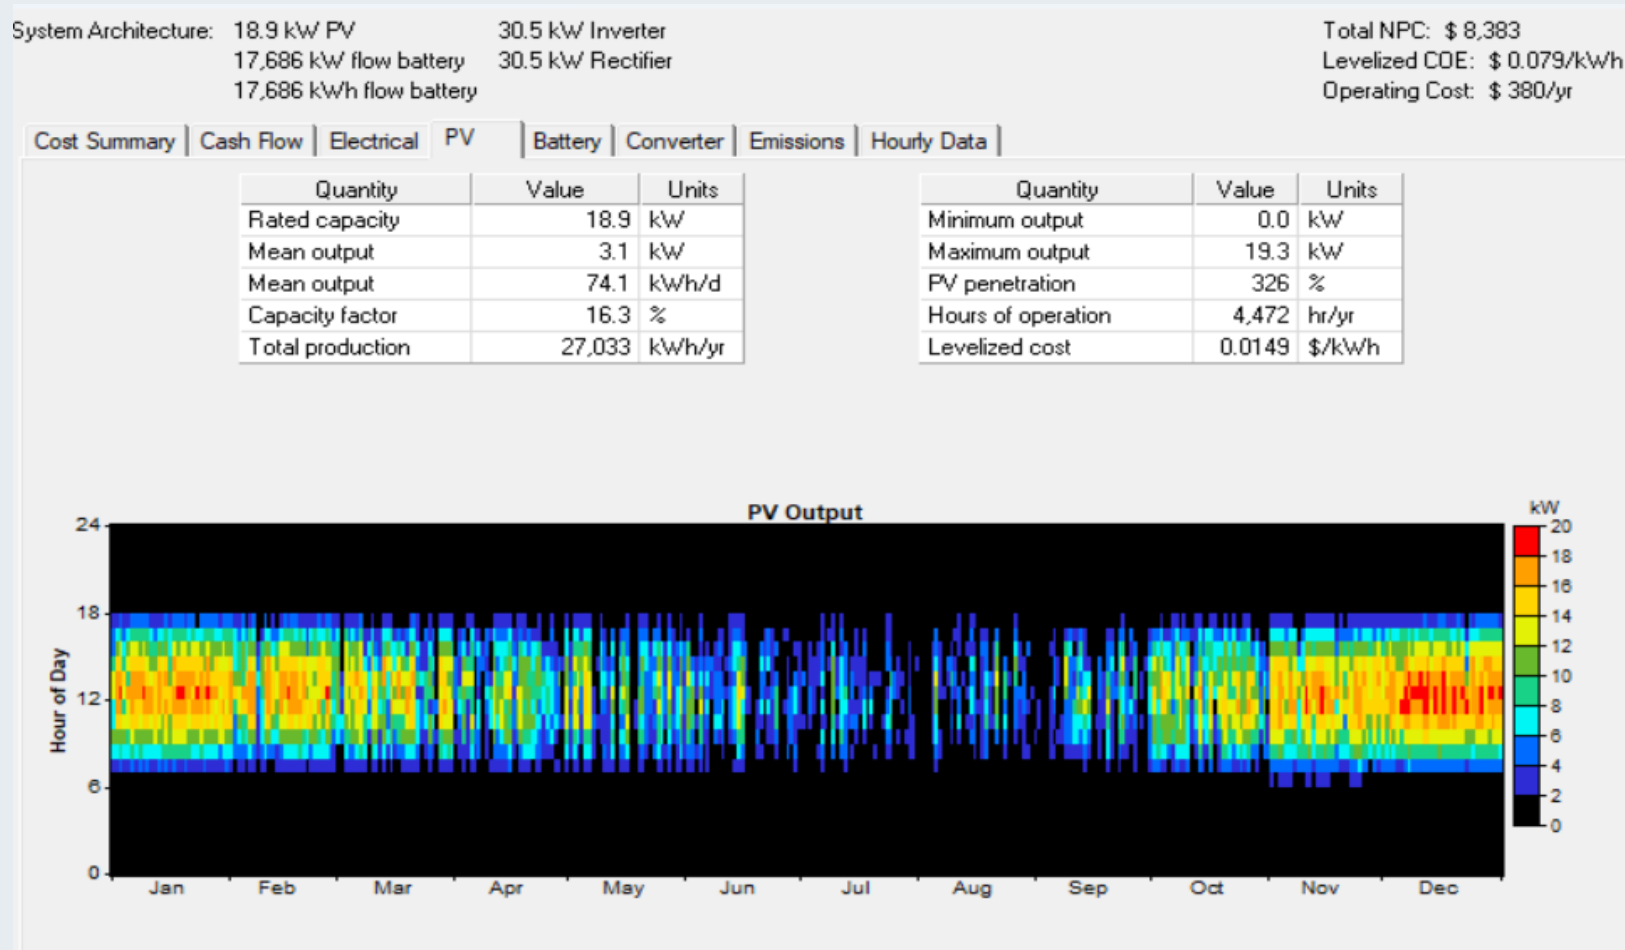 System Architecture: 18.9 kW PV 30.5 kW Inverter Total NPC: $ 8,383
17,686 kW flow battery 30.5 kW Rectifier Levelized COE: $ 0.079/kWh
17,686 kWh flow battery Operating Cost: $ 380/yr
Cost Summary Cash Flow Electrical PV Battery Converter Emissions Hourly Data
Quantity Value Units
Rated capacity 18.9 kW
Mean output 3.1 kW
Mean output 74.1 kWh/d
Capacity factor 16.3 %
Total production 27,033 kWh/yr
Quantity Value Units
Minimum output 0.0 kW
Maximum output 19.3 kW
PV penetration 326 %
Hours of operation 4,472 hr/yr
Levelized cost 0.0149 $/kWh
PV Output
Hour of Day
24
18
12
6
0
Jan Feb Mar Apr May Jun Jul Aug Sep Oct Nov Dec
kW
20
18
16
14
12
10
8
6
4
2
0